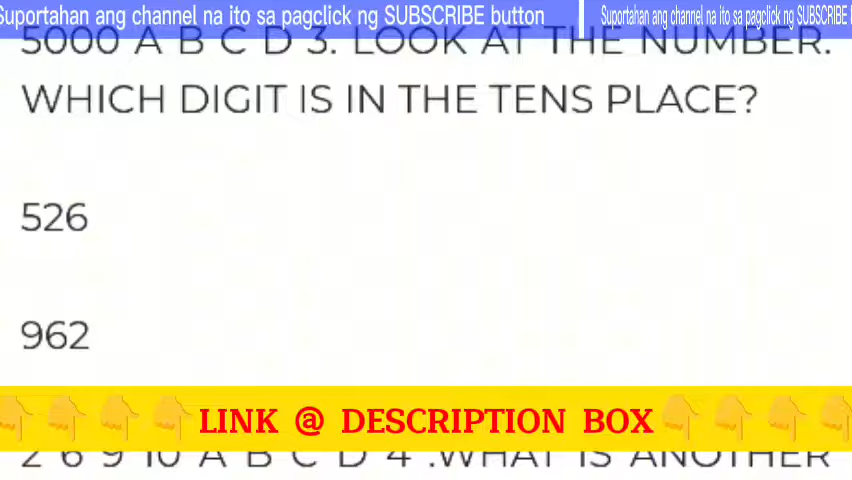 Suportahan ang channel na ito sa pagclick ng SUBSCRIBE button
Suportahan ang channel na ito sa pagclick ng SUBSCRIBE
5000 A B C D 3. LOOK AT THE NUMBER.
WHICH DIGIT IS IN THE TENS PLACE?
526
962
LINK @ DESCRIPTION BOX
2 6 9 10 A B C D 4 .WHAT IS ANOTHER